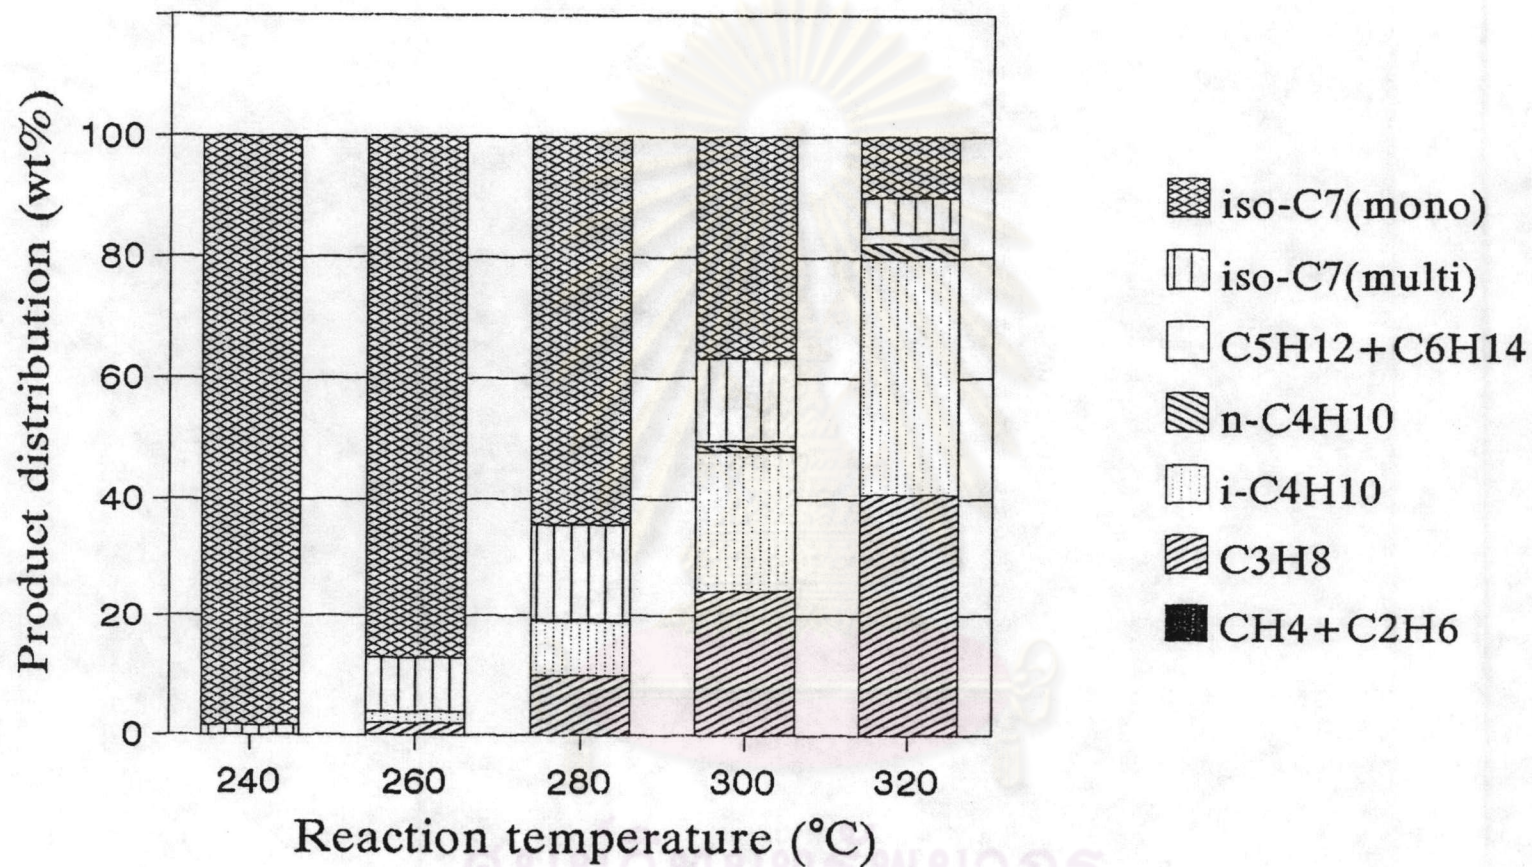 Product distribution (wt%)
100
80
60
40
20
0
240 260 280 300 320
Reaction temperature (°C)
iso-C7(mono)
iso-C7(multi)
C5H12+C6H14
n-C4H10
i-C4H10
C3H8
CH4+C2H6